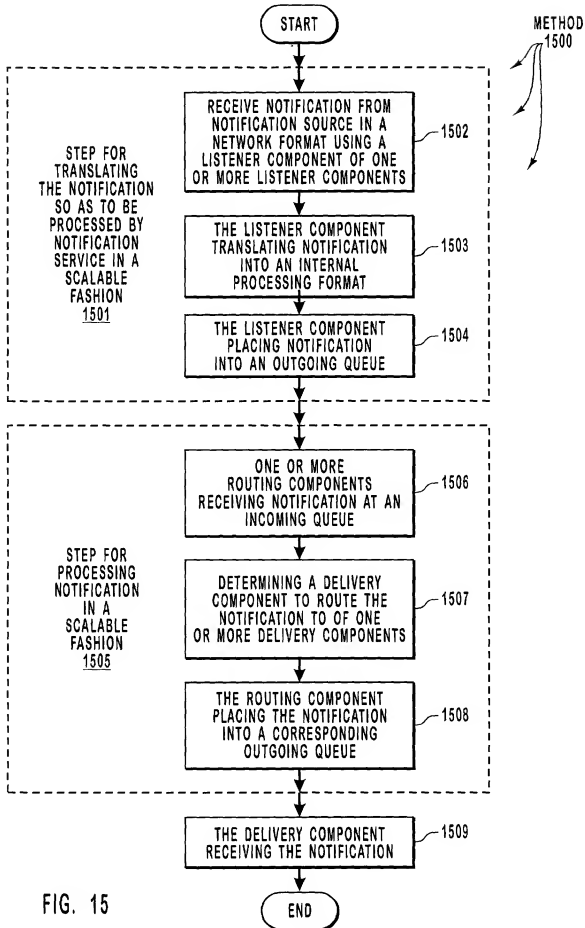 START
METHOD
1500
STEP FOR
TRANSLATING
THE NOTIFICATION
SO AS TO BE
PROCESSED BY
NOTIFICATION
SERVICE IN A
SCALABLE
FASHION
1501
RECEIVE NOTIFICATION FROM
NOTIFICATION SOURCE IN A
NETWORK FORMAT USING A
LISTENER COMPONENT OF ONE
OR MORE LISTENER COMPONENTS
1502
THE LISTENER COMPONENT
TRANSLATING NOTIFICATION
INTO AN INTERNAL
PROCESSING FORMAT
1503
THE LISTENER COMPONENT
PLACING NOTIFICATION
INTO AN OUTGOING QUEUE
1504
STEP FOR
PROCESSING
NOTIFICATION
IN A
SCALABLE
FASHION
1505
ONE OR MORE
ROUTING COMPONENTS
RECEIVING NOTIFICATION AT AN
INCOMING QUEUE
1506
DETERMINING A DELIVERY
COMPONENT TO ROUTE THE
NOTIFICATION TO OF ONE
OR MORE DELIVERY COMPONENTS
1507
THE ROUTING COMPONENT
PLACING THE NOTIFICATION
INTO A CORRESPONDING
OUTGOING QUEUE
1508
THE DELIVERY COMPONENT
RECEIVING THE NOTIFICATION
1509
END
FIG. 15